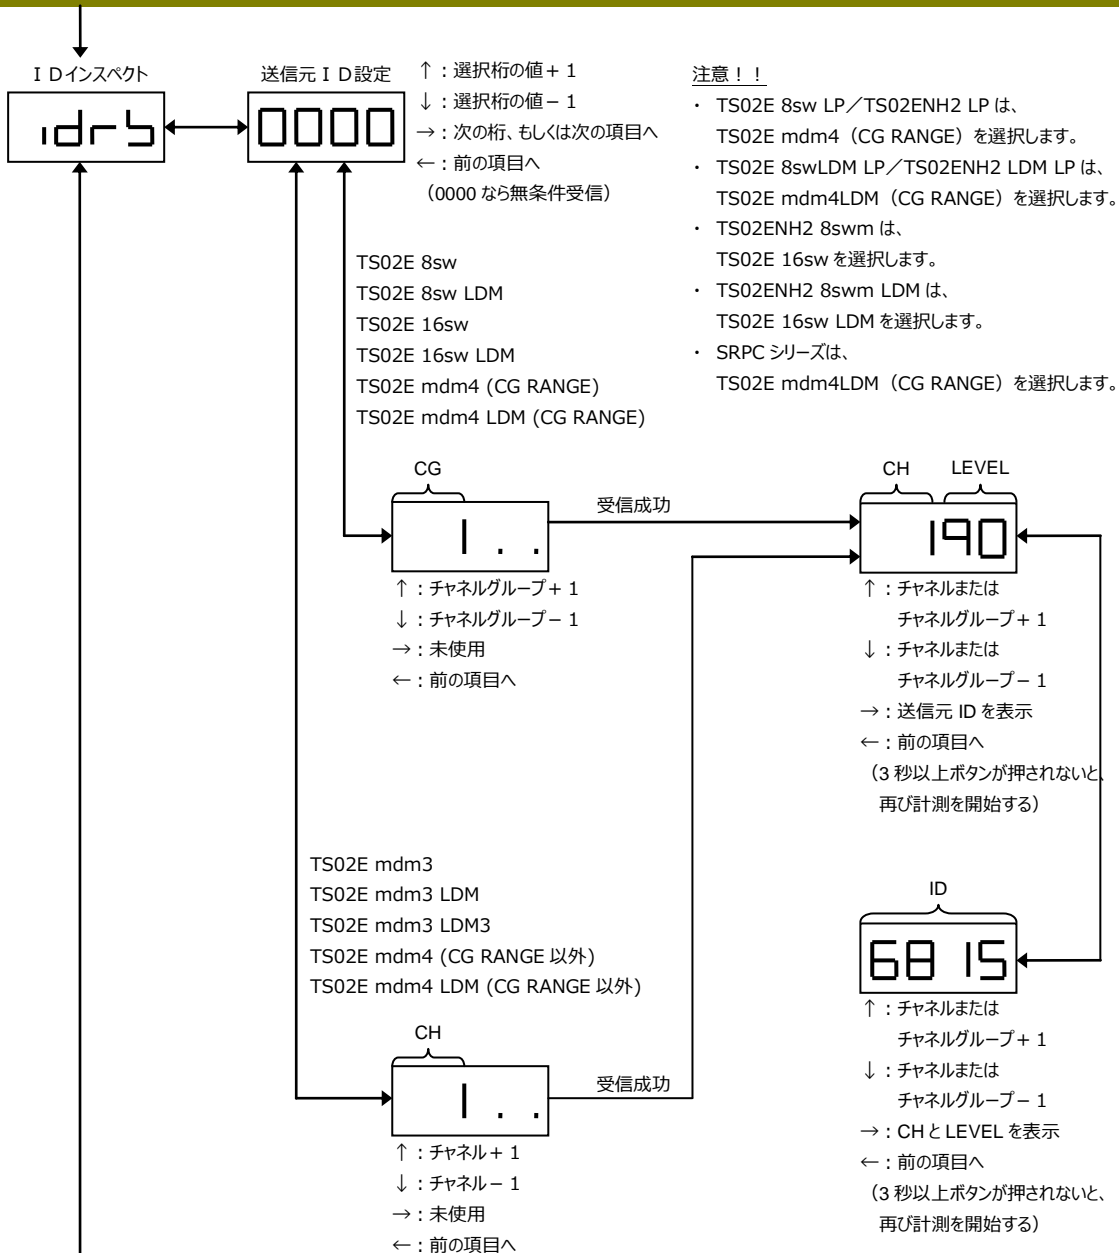 ＩＤインスペクト
idrb
送信元ＩＤ設定
0000
↑：選択桁の値＋１
↓：選択桁の値－１
→：次の桁、もしくは次の項目へ
←：前の項目へ
（0000 なら無条件受信）
注意！！
・ TS02E 8sw LP／TS02ENH2 LP は、
TS02E mdm4（CG RANGE）を選択します。
・ TS02E 8swLDM LP／TS02ENH2 LDM LP は、
TS02E mdm4LDM（CG RANGE）を選択します。
・ TS02ENH2 8swm は、
TS02E 16sw を選択します。
・ TS02ENH2 8swm LDM は、
TS02E 16sw LDM を選択します。
・ SRPC シリーズは、
TS02E mdm4LDM（CG RANGE）を選択します。
TS02E 8sw
TS02E 8sw LDM
TS02E 16sw
TS02E 16sw LDM
TS02E mdm4 (CG RANGE)
TS02E mdm4 LDM (CG RANGE)
CG
1 . .
↑：チャネルグループ＋１
↓：チャネルグループ－１
→：未使用
←：前の項目へ
受信成功
CH LEVEL
190
↑：チャネルまたは
チャネルグループ＋１
↓：チャネルまたは
チャネルグループ－１
→：送信元 ID を表示
←：前の項目へ
（3 秒以上ボタンが押されないと、
再び計測を開始する）
TS02E mdm3
TS02E mdm3 LDM
TS02E mdm3 LDM3
TS02E mdm4 (CG RANGE 以外)
TS02E mdm4 LDM (CG RANGE 以外)
CH
1 . .
↑：チャネル＋１
↓：チャネル－１
→：未使用
←：前の項目へ
受信成功
ID
6815
↑：チャネルまたは
チャネルグループ＋１
↓：チャネルまたは
チャネルグループ－１
→：CH と LEVEL を表示
←：前の項目へ
（3 秒以上ボタンが押されないと、
再び計測を開始する）